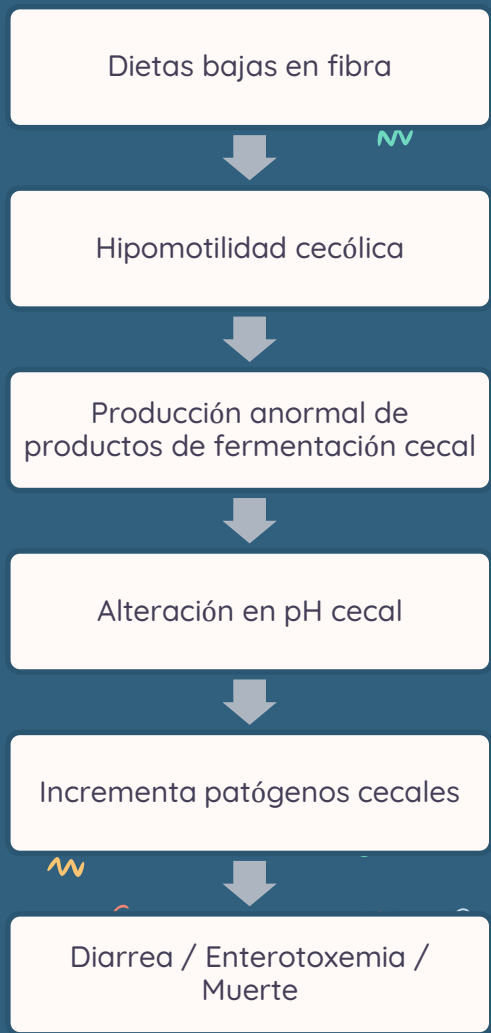 Dietas bajas en fibra
Hipomotilidad cecólica
Producción anormal de
productos de fermentación cecal
Alteración en pH cecal
Incrementa patógenos cecales
Diarrea / Enterotoxemia /
Muerte